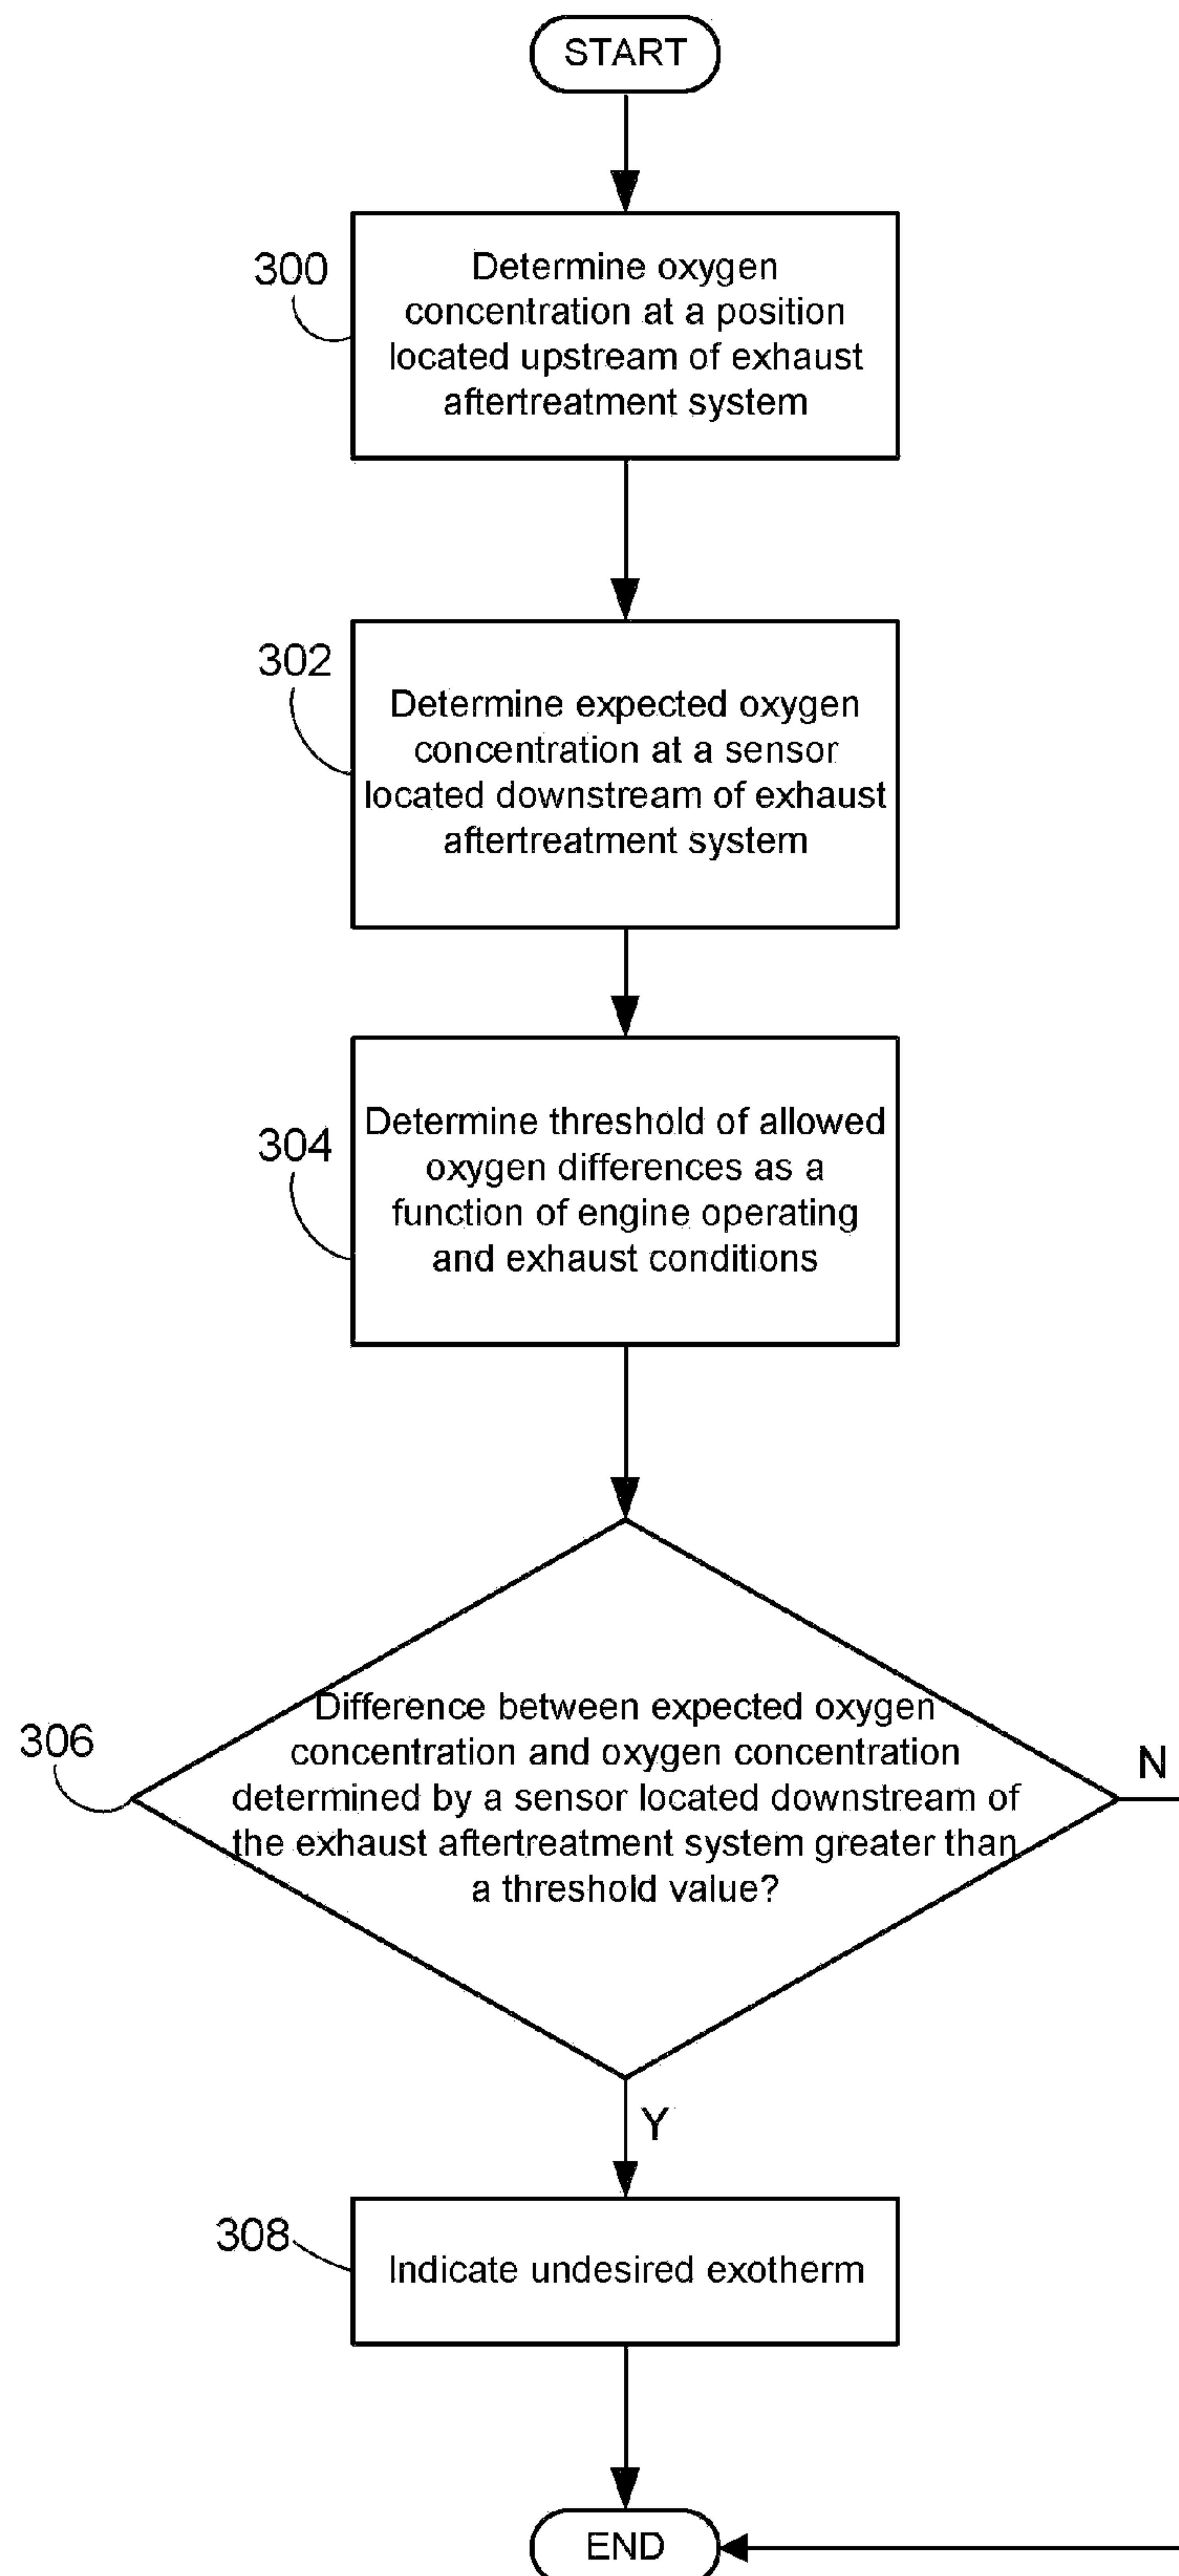 START
300
Determine oxygen
concentration at a position
located upstream of exhaust
aftertreatment system
302
Determine expected oxygen
concentration at a sensor
located downstream of exhaust
aftertreatment system
304
Determine threshold of allowed
oxygen differences as a
function of engine operating
and exhaust conditions
306
Difference between expected oxygen
concentration and oxygen concentration
determined by a sensor located downstream of
the exhaust aftertreatment system greater than
a threshold value?
N
Y
308
Indicate undesired exotherm
END